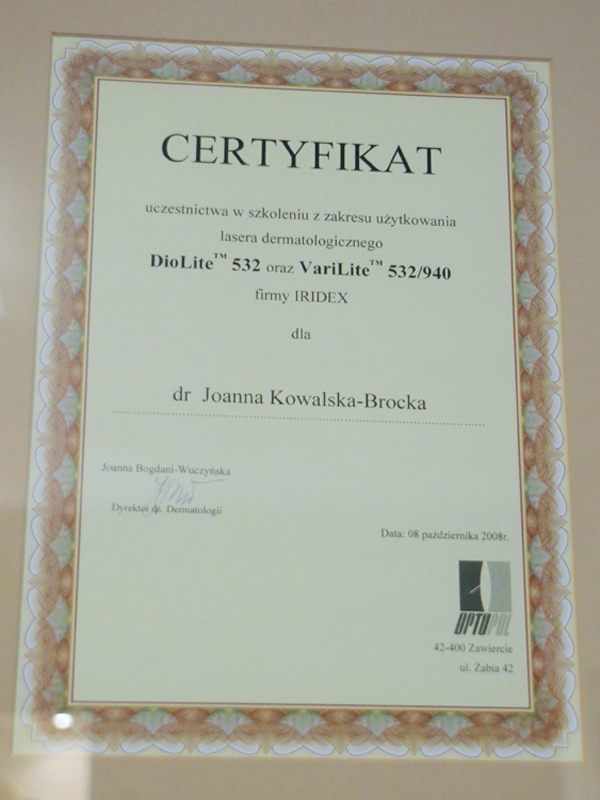 CERTYFIKAT
uczestnictwa w szkoleniu z zakresu użytkowania
lasera dermatologicznego
DioLite™ 532 oraz VariLite™ 532/940
firmy IRIDEX
dla
dr Joanna Kowalska-Brocka
Joanna Bogdani-Wuczyńska
Dyrektor ds. Dermatologii
Data: 08 października 2008r.
OPTOPOL
42-400 Zawiercie
ul. Żabia 42